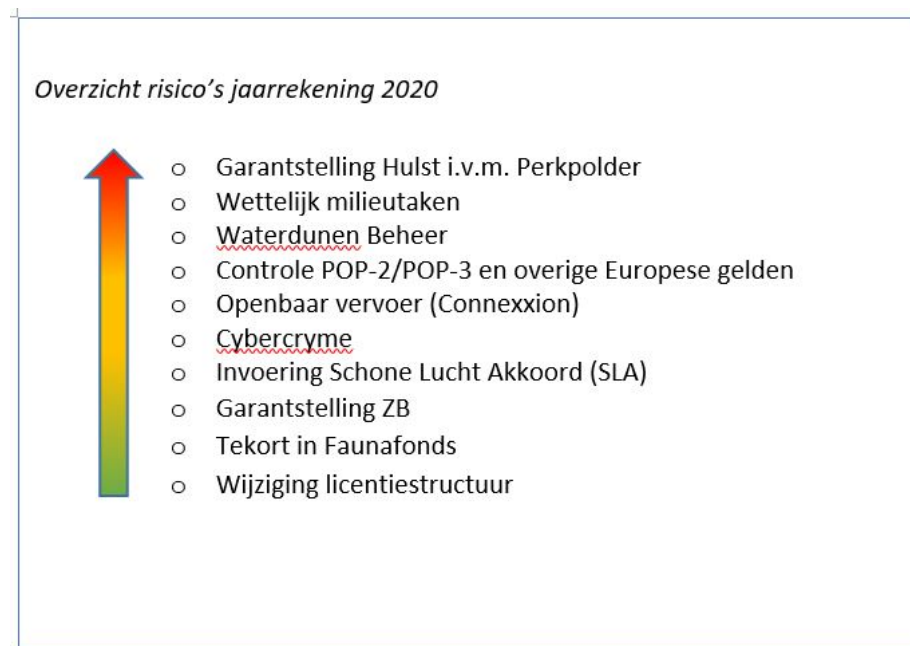 Overzicht risico’s jaarrekening 2020
o Garantstelling Hulst i.v.m. Perkpolder
o Wettelijk milieutaken
o Waterdunen Beheer
o Controle POP-2/POP-3 en overige Europese gelden
o Openbaar vervoer (Connexxion)
o Cybercryme
o Invoering Schone Lucht Akkoord (SLA)
o Garantstelling ZB
o Tekort in Faunafonds
o Wijziging licentiestructuur